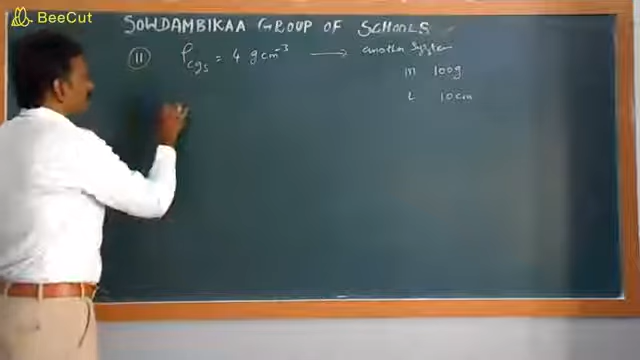 BeeCut
SOWDAMBIKAA GROUP OF SCHOOLS
11 ρcgs = 4 g cm⁻³ ⟶ another system
M 100g
L 10cm